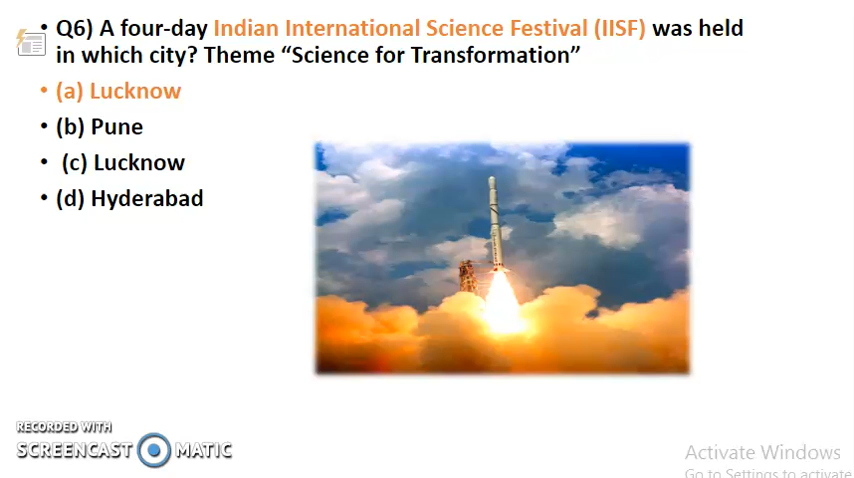 • Q6) A four-day Indian International Science Festival (IISF) was held
in which city? Theme “Science for Transformation”
• (a) Lucknow
• (b) Pune
• (c) Lucknow
• (d) Hyderabad
RECORDED WITH
SCREENCAST MATIC
Activate Windows
Go to Settings to activate